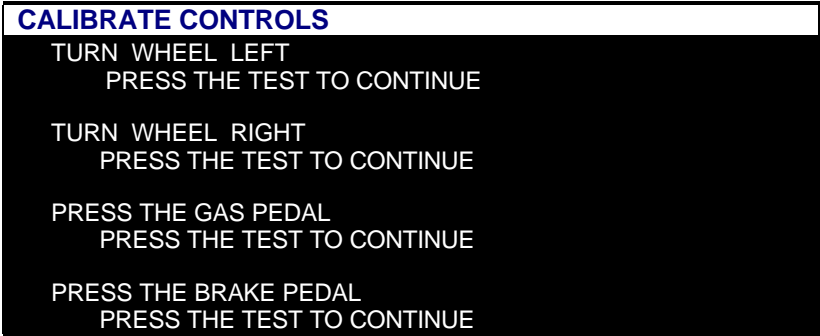 CALIBRATE CONTROLS
TURN WHEEL LEFT
PRESS THE TEST TO CONTINUE
TURN WHEEL RIGHT
PRESS THE TEST TO CONTINUE
PRESS THE GAS PEDAL
PRESS THE TEST TO CONTINUE
PRESS THE BRAKE PEDAL
PRESS THE TEST TO CONTINUE